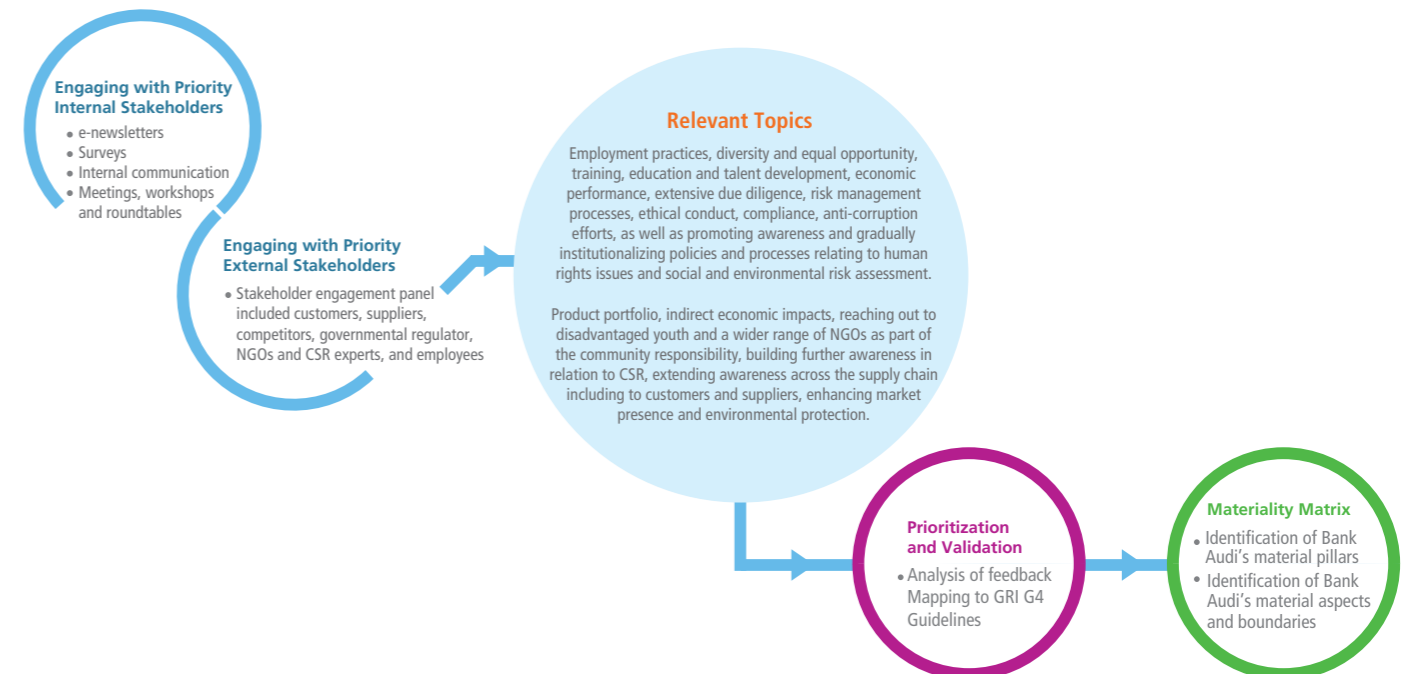 Engaging with Priority
Internal Stakeholders
• e-newsletters
• Surveys
• Internal communication
• Meetings, workshops
and roundtables
Engaging with Priority
External Stakeholders
• Stakeholder engagement panel
included customers, suppliers,
competitors, governmental regulator,
NGOs and CSR experts, and employees
Relevant Topics
Employment practices, diversity and equal opportunity,
training, education and talent development, economic
performance, extensive due diligence, risk management
processes, ethical conduct, compliance, anti-corruption
efforts, as well as promoting awareness and gradually
institutionalizing policies and processes relating to human
rights issues and social and environmental risk assessment.
Product portfolio, indirect economic impacts, reaching out to
disadvantaged youth and a wider range of NGOs as part of
the community responsibility, building further awareness in
relation to CSR, extending awareness across the supply chain
including to customers and suppliers, enhancing market
presence and environmental protection.
Prioritization
and Validation
• Analysis of feedback
Mapping to GRI G4
Guidelines
Materiality Matrix
• Identification of Bank
Audi's material pillars
• Identification of Bank
Audi's material aspects
and boundaries